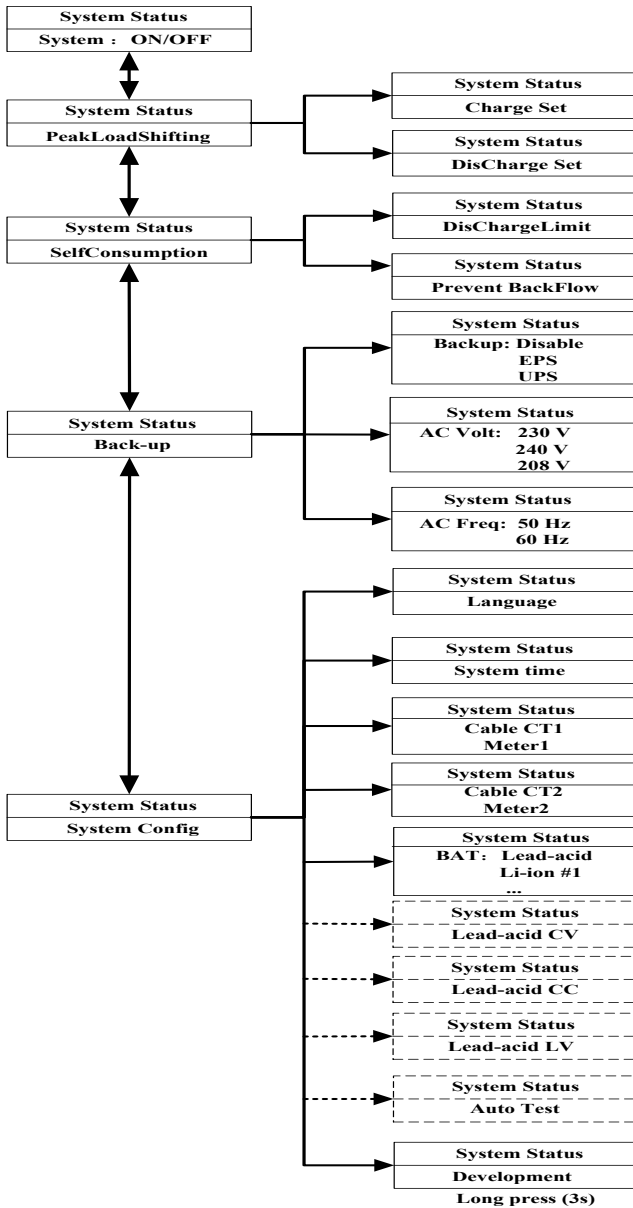 System Status
System : ON/OFF
System Status
PeakLoadShifting
System Status
Charge Set
System Status
DisCharge Set
System Status
SelfConsumption
System Status
DisChargeLimit
System Status
Prevent BackFlow
System Status
Back-up
System Status
Backup: Disable
EPS
UPS
System Status
AC Volt: 230 V
240 V
208 V
System Status
AC Freq: 50 Hz
60 Hz
System Status
System Config
System Status
Language
System Status
System time
System Status
Cable CT1
Meter1
System Status
Cable CT2
Meter2
System Status
BAT: Lead-acid
Li-ion #1
...
System Status
Lead-acid CV
System Status
Lead-acid CC
System Status
Lead-acid LV
System Status
Auto Test
System Status
Development
Long press (3s)